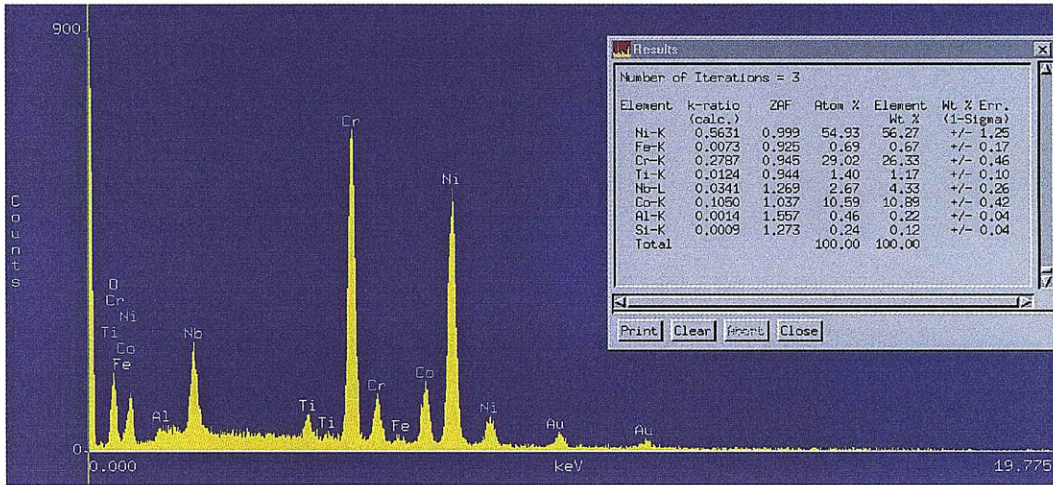 900
Counts
0
0.000
keV
19.775
O
Cr
Ni
Ti
Co
Fe
Al
Nb
Ti
Ti
Cr
Cr
Fe
Co
Ni
Ni
Au
Au
Results
Number of Iterations = 3
Element k-ratio ZAF Atom % Element Wt % Err.
(calc.) Wt % (1-Sigma)
Ni-K 0.5631 0.999 54.93 56.27 +/- 1.25
Fe-K 0.0073 0.925 0.69 0.67 +/- 0.17
Cr-K 0.2787 0.945 29.02 26.33 +/- 0.46
Ti-K 0.0124 0.944 1.40 1.17 +/- 0.10
Nb-L 0.0341 1.269 2.67 4.33 +/- 0.26
Co-K 0.1050 1.037 10.59 10.89 +/- 0.42
Al-K 0.0014 1.557 0.46 0.22 +/- 0.04
Si-K 0.0009 1.273 0.24 0.12 +/- 0.04
Total 100.00 100.00
Print Clear Abort Close